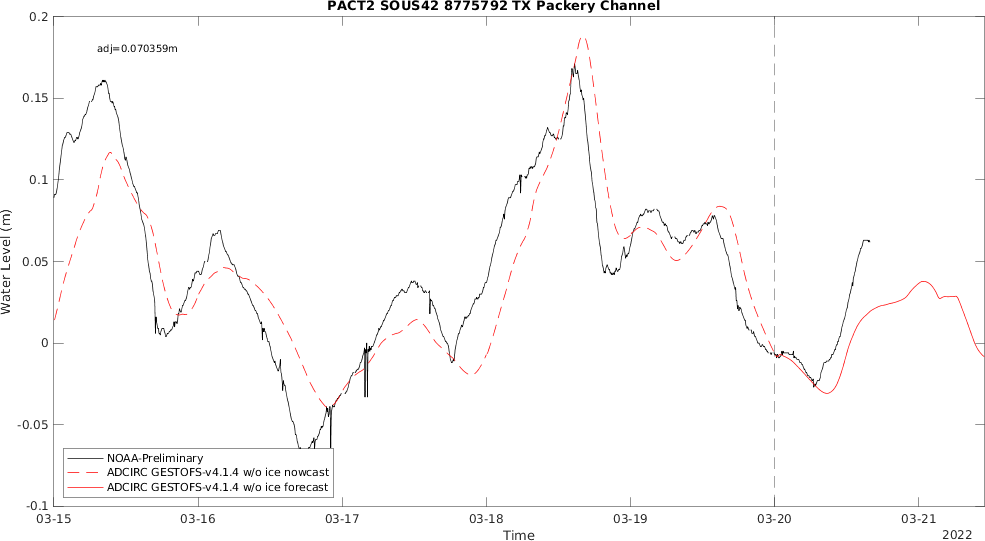 PACT2 SOUS42 8775792 TX Packery Channel
0.2
adj=0.070359m
0.15
0.1
0.05
0
-0.05
-0.1
Water Level (m)
NOAA-Preliminary
ADCIRC GESTOFS-v4.1.4 w/o ice nowcast
ADCIRC GESTOFS-v4.1.4 w/o ice forecast
03-15 03-16 03-17 03-18 03-19 03-20 03-21
Time
2022